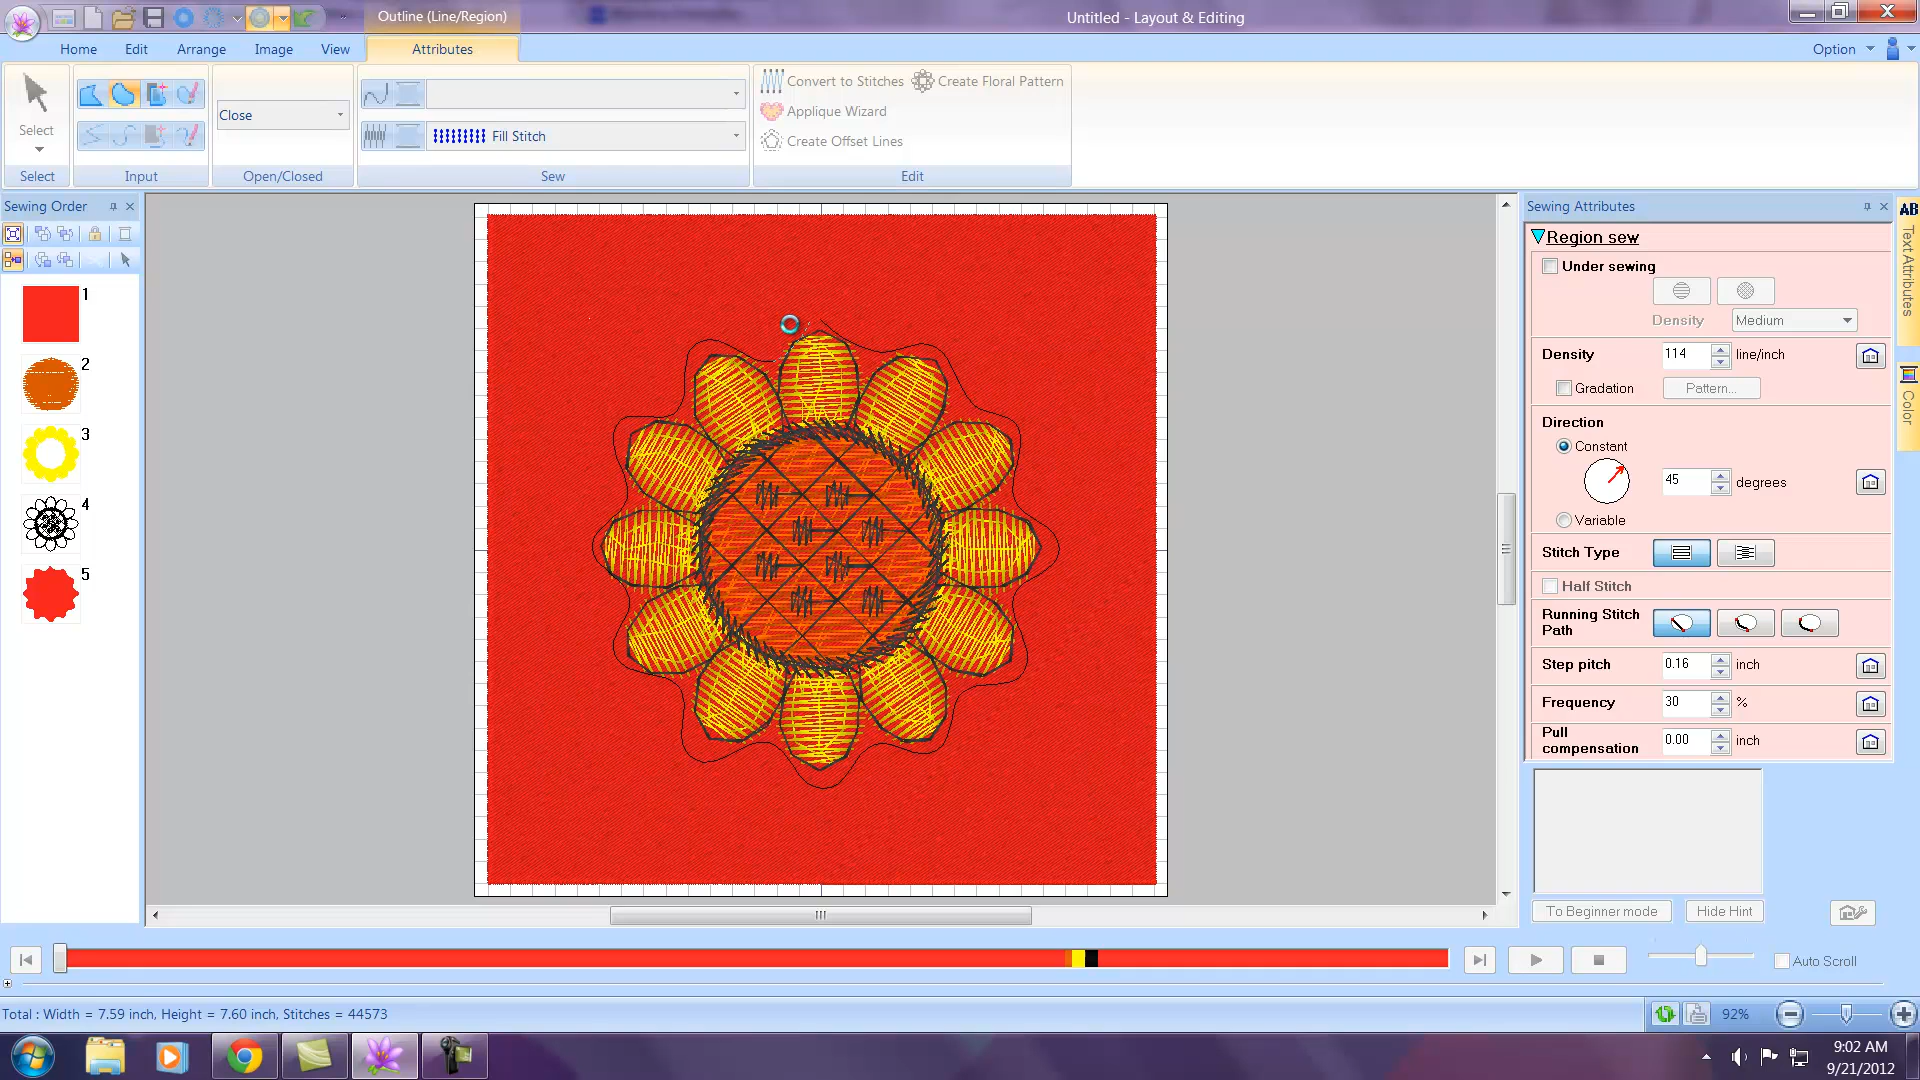 Outline (Line/Region)
Untitled - Layout & Editing
Home
Edit
Arrange
Image
View
Attributes
Option
Select
Close
Fill Stitch
Convert to Stitches
Create Floral Pattern
Applique Wizard
Create Offset Lines
Select
Input
Open/Closed
Sew
Edit
Sewing Order
1
2
3
4
5
Sewing Attributes
Region sew
Under sewing
Density
Medium
Density
114
line/inch
Gradation
Pattern...
Direction
Constant
45
degrees
Variable
Stitch Type
Half Stitch
Running Stitch
Path
Step pitch
0.16
inch
Frequency
30
%
Pull
compensation
0.00
inch
To Beginner mode
Hide Hint
AB
Text Attributes
Color
Auto Scroll
Total : Width = 7.59 inch, Height = 7.60 inch, Stitches = 44573
92%
9:02 AM
9/21/2012